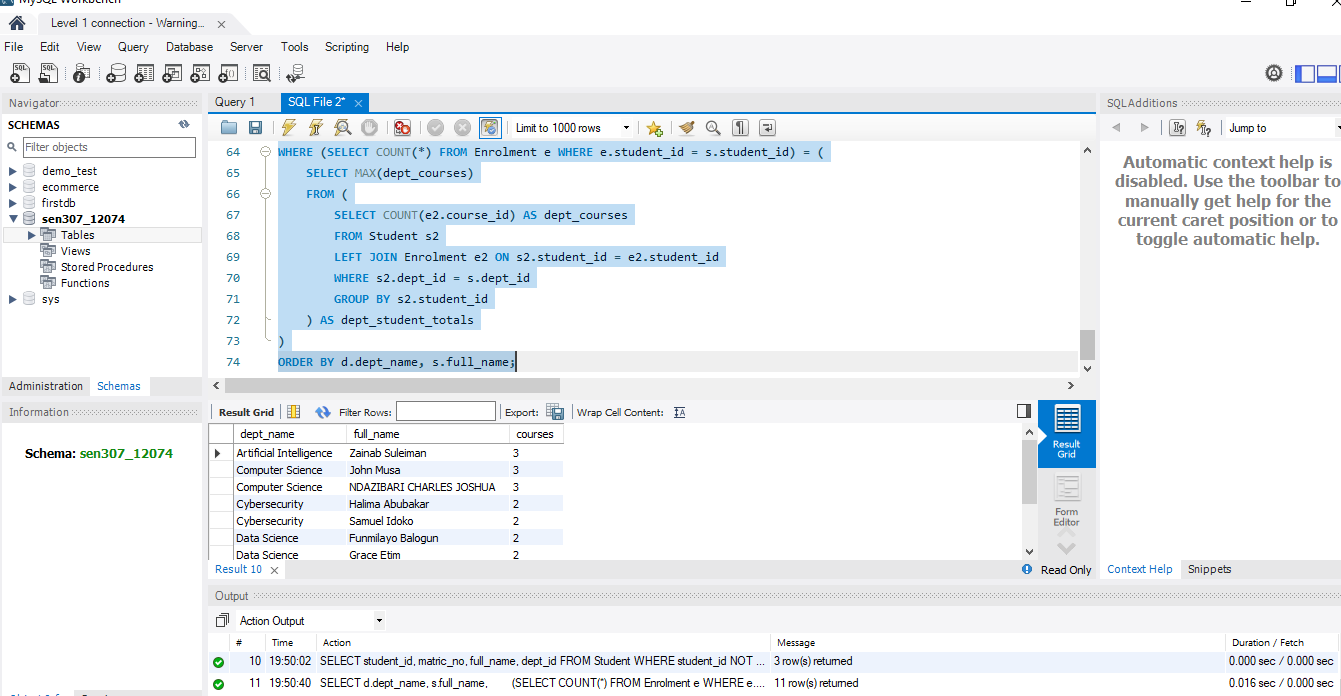 MySQL Workbench
Level 1 connection - Warning...
File Edit View Query Database Server Tools Scripting Help
Navigator
SCHEMAS
Filter objects
demo_test
ecommerce
firstdb
sen307_12074
Tables
Views
Stored Procedures
Functions
sys
Administration Schemas
Information
Schema: sen307_12074
Query 1 SQL File 2*
Limit to 1000 rows
64 WHERE (SELECT COUNT(*) FROM Enrolment e WHERE e.student_id = s.student_id) = (
65 SELECT MAX(dept_courses)
66 FROM (
67 SELECT COUNT(e2.course_id) AS dept_courses
68 FROM Student s2
69 LEFT JOIN Enrolment e2 ON s2.student_id = e2.student_id
70 WHERE s2.dept_id = s.dept_id
71 GROUP BY s2.student_id
72 ) AS dept_student_totals
73 )
74 ORDER BY d.dept_name, s.full_name;
Result Grid Filter Rows: Export: Wrap Cell Content:
dept_name full_name courses
Artificial Intelligence Zainab Suleiman 3
Computer Science John Musa 3
Computer Science NDAZIBARI CHARLES JOSHUA 3
Cybersecurity Halima Abubakar 2
Cybersecurity Samuel Idoko 2
Data Science Funmilayo Balogun 2
Data Science Grace Etim 2
Result Grid
Form Editor
Result 10
Read Only
SQLAdditions
Jump to
Automatic context help is
disabled. Use the toolbar to
manually get help for the
current caret position or to
toggle automatic help.
Context Help Snippets
Output
Action Output
# Time Action Message Duration / Fetch
10 19:50:02 SELECT student_id, matric_no, full_name, dept_id FROM Student WHERE student_id NOT ... 3 row(s) returned 0.000 sec / 0.000 sec
11 19:50:40 SELECT d.dept_name, s.full_name, (SELECT COUNT(*) FROM Enrolment e WHERE e.... 11 row(s) returned 0.016 sec / 0.000 sec